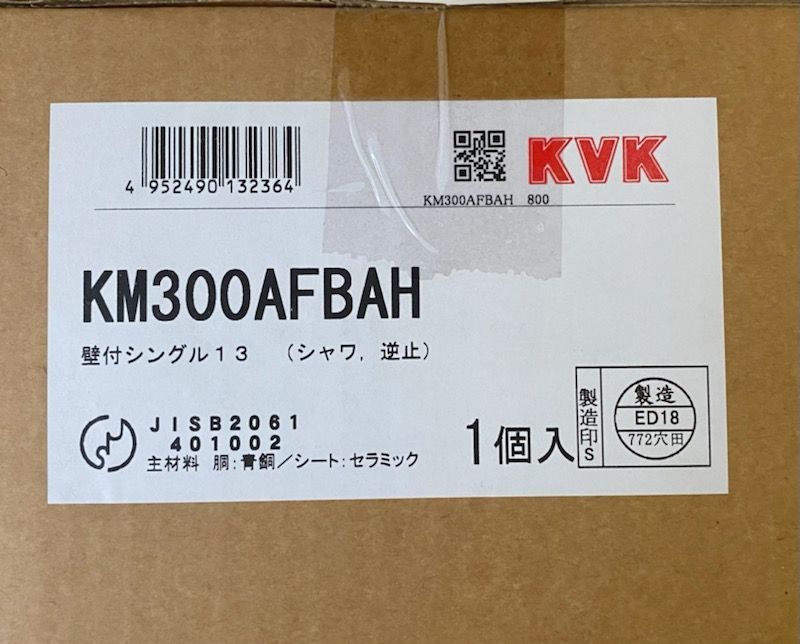 4 952490 132364
KVK
KM300AFBAH 800
KM300AFBAH
壁付シングル13 （シャワ，逆止）
JISB2061
401002
主材料 胴：青銅／シート：セラミック
1個入
製造印S
製造
ED18
772穴田